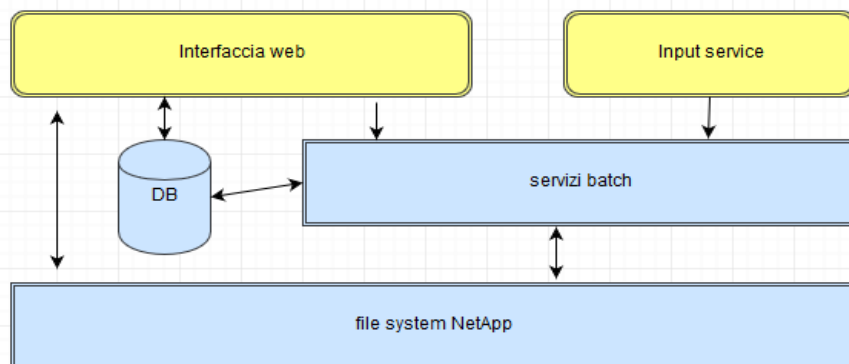 Interfaccia web
Input service
DB
servizi batch
file system NetApp